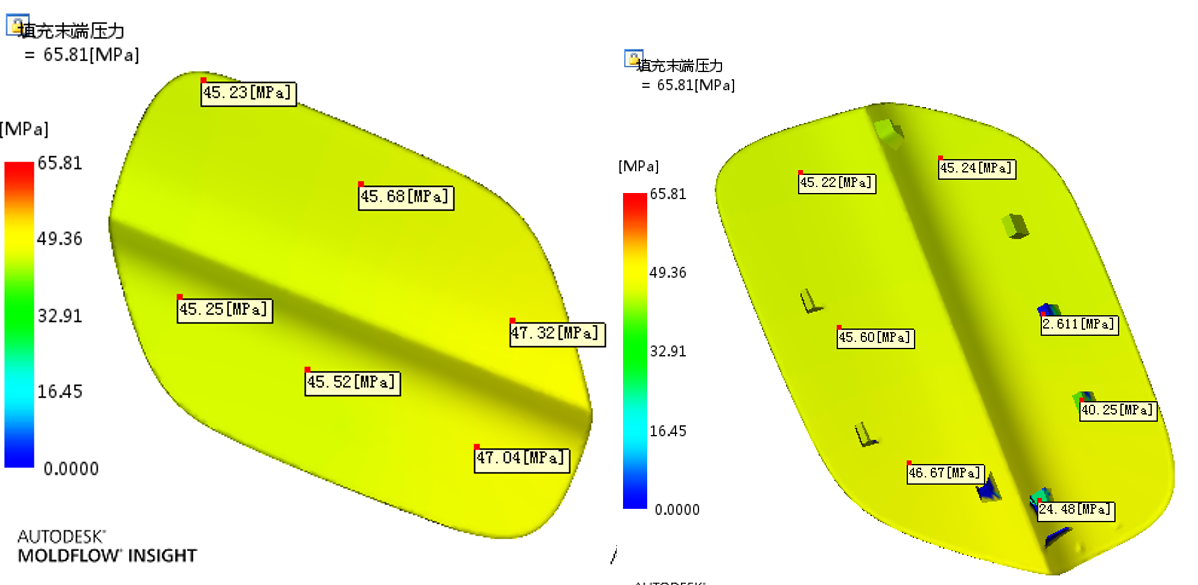 填充末端压力
= 65.81[MPa]
[MPa]
65.81
49.36
32.91
16.45
0.0000
45.23[MPa]
45.68[MPa]
45.25[MPa]
47.32[MPa]
45.52[MPa]
47.04[MPa]
AUTODESK®
MOLDFLOW® INSIGHT
填充末端压力
= 65.81[MPa]
[MPa]
65.81
49.36
32.91
16.45
0.0000
45.22[MPa]
45.24[MPa]
2.611[MPa]
45.60[MPa]
40.25[MPa]
46.67[MPa]
24.48[MPa]
AUTODESK®